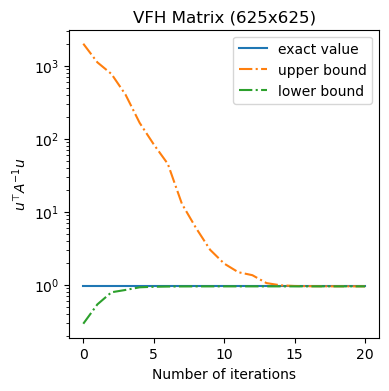 VFH Matrix (625x625)
exact value
upper bound
lower bound
10³
10²
10¹
10⁰
u⊤A⁻¹u
0 5 10 15 20
Number of iterations